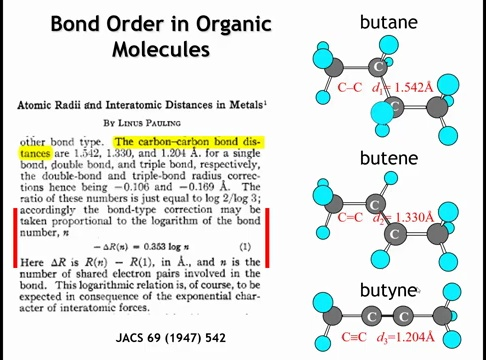 Bond Order in Organic
Molecules
Atomic Radii and Interatomic Distances in Metals¹
BY LINUS PAULING
other bond type. The carbon–carbon bond dis-
tances are 1.542, 1.330, and 1.204 Å. for a single
bond, double bond, and triple bond, respectively,
the double-bond and triple-bond radius correc-
tions hence being −0.106 and −0.169 Å. The
ratio of these numbers is just equal to log 2/log 3;
accordingly the bond-type correction may be
taken proportional to the logarithm of the bond
number, n
−ΔR(n) = 0.353 log n (1)
Here ΔR is R(n) − R(1), in Å., and n is the
number of shared electron pairs involved in the
bond. This logarithmic relation is, of course, to be
expected in consequence of the exponential char-
acter of interatomic forces.
JACS 69 (1947) 542
butane
C
C–C d₁= 1.542Å
C
butene
C
C=C d₂= 1.330Å
C
butyne
C C
C≡C d₃=1.204Å